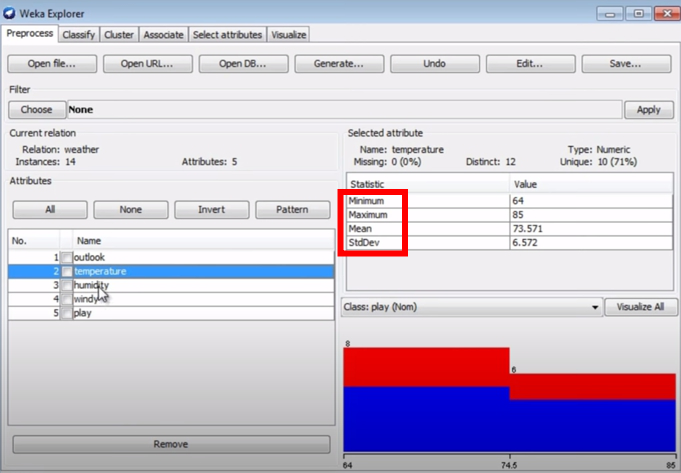 Weka Explorer
Preprocess Classify Cluster Associate Select attributes Visualize
Open file... Open URL... Open DB... Generate... Undo Edit... Save...
Filter
Choose None Apply
Current relation
Relation: weather
Instances: 14 Attributes: 5
Attributes
All None Invert Pattern
No. Name
1 outlook
2 temperature
3 humidity
4 windy
5 play
Remove
Selected attribute
Name: temperature Type: Numeric
Missing: 0 (0%) Distinct: 12 Unique: 10 (71%)
Statistic Value
Minimum 64
Maximum 85
Mean 73.571
StdDev 6.572
Class: play (Nom) Visualize All
8
6
64 74.5 85